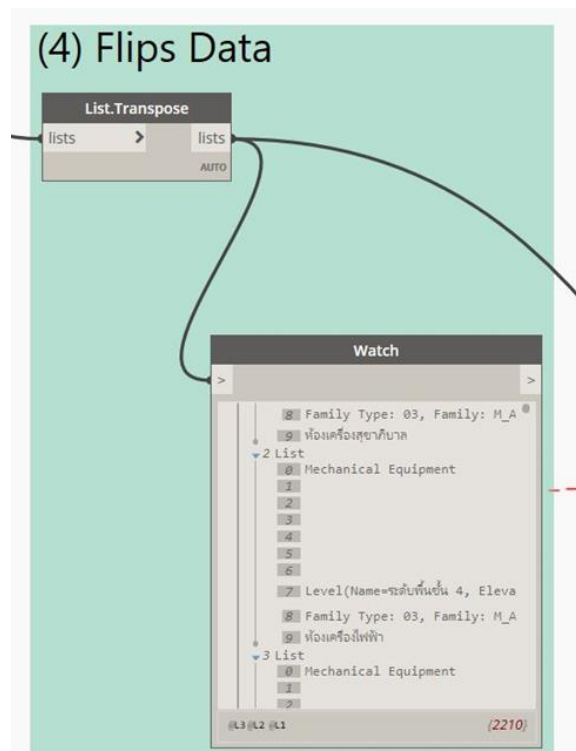 (4) Flips Data
List.Transpose
lists > lists
AUTO
Watch
> >
8 Family Type: 03, Family: M_A
9 ห้องเครื่องสุขาภิบาล
2 List
0 Mechanical Equipment
1
2
3
4
5
6
7 Level(Name=ระดับพื้นชั้น 4, Eleva
8 Family Type: 03, Family: M_A
9 ห้องเครื่องไฟฟ้า
3 List
0 Mechanical Equipment
1
2
@L3 @L2 @L1 {2210}